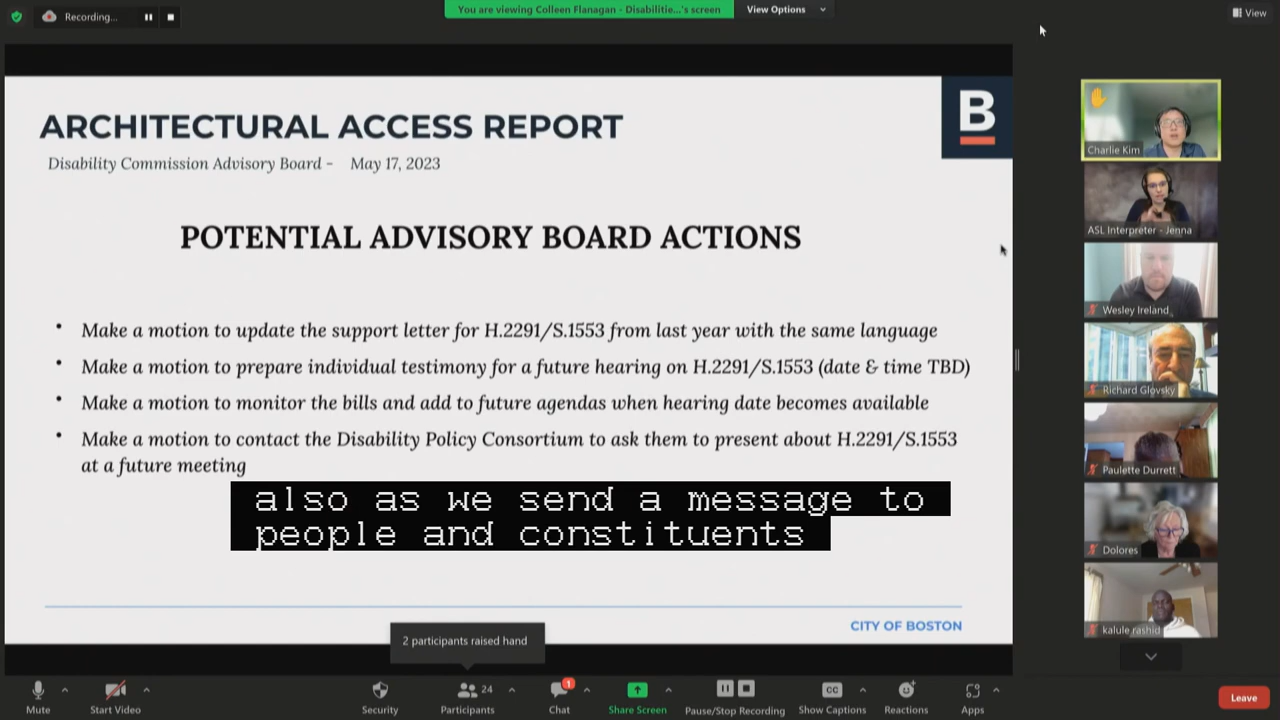 Recording...
You are viewing Colleen Flanagan - Disabilitie...'s screen
View Options
View
B
ARCHITECTURAL ACCESS REPORT
Disability Commission Advisory Board - May 17, 2023
POTENTIAL ADVISORY BOARD ACTIONS
• Make a motion to update the support letter for H.2291/S.1553 from last year with the same language
• Make a motion to prepare individual testimony for a future hearing on H.2291/S.1553 (date & time TBD)
• Make a motion to monitor the bills and add to future agendas when hearing date becomes available
• Make a motion to contact the Disability Policy Consortium to ask them to present about H.2291/S.1553
at a future meeting
also as we send a message to
people and constituents
CITY OF BOSTON
2 participants raised hand
Charlie Kim
ASL Interpreter - Jenna
Wesley Ireland
Richard Glovsky
Paulette Durrett
Dolores
kalule rashid
Mute
Start Video
Security
Participants
24
Chat
1
Share Screen
Pause/Stop Recording
CC
Show Captions
Reactions
Apps
Leave